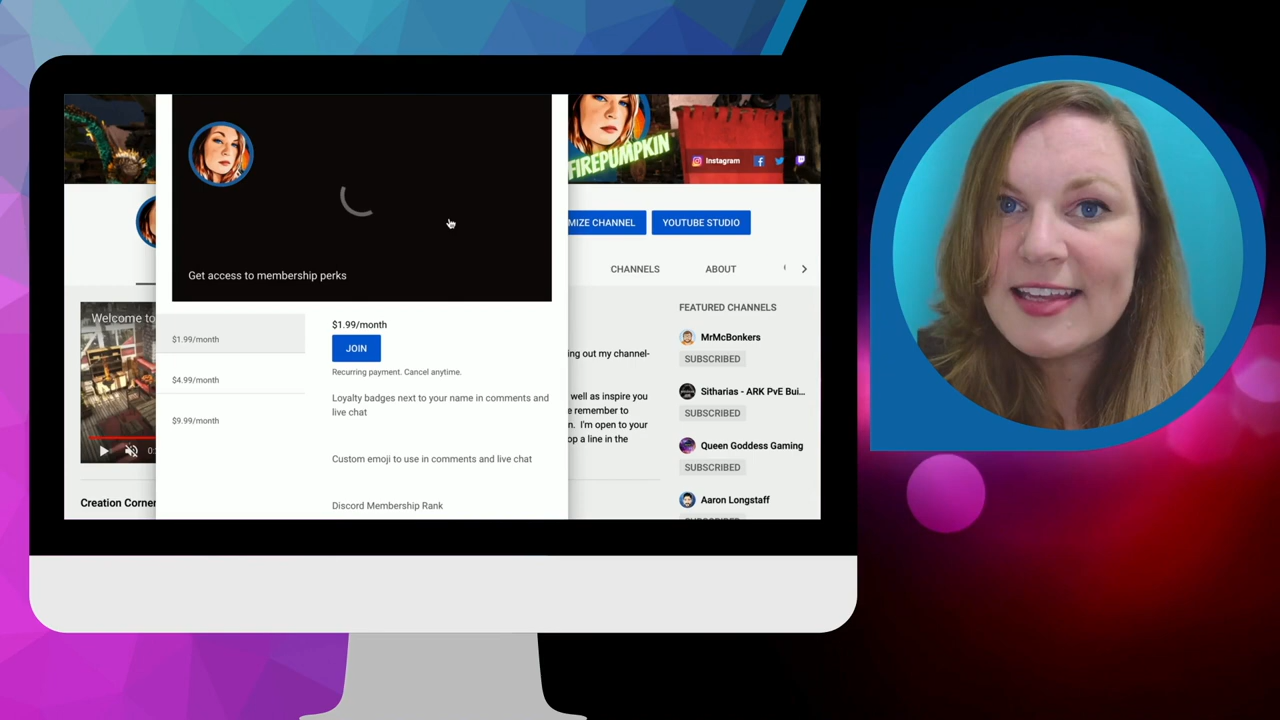 FIREPUMPKIN
Instagram
Get access to membership perks
MIZE CHANNEL
YOUTUBE STUDIO
CHANNELS
ABOUT
Welcome to
$1.99/month
$4.99/month
$9.99/month
$1.99/month
JOIN
Recurring payment. Cancel anytime.
Loyalty badges next to your name in comments and
live chat
Custom emoji to use in comments and live chat
Discord Membership Rank
ing out my channel-
well as inspire you
e remember to
n. I'm open to your
op a line in the
Creation Corner
FEATURED CHANNELS
MrMcBonkers
SUBSCRIBED
Sitharias - ARK PvE Bui...
SUBSCRIBED
Queen Goddess Gaming
SUBSCRIBED
Aaron Longstaff
SUBSCRIBED